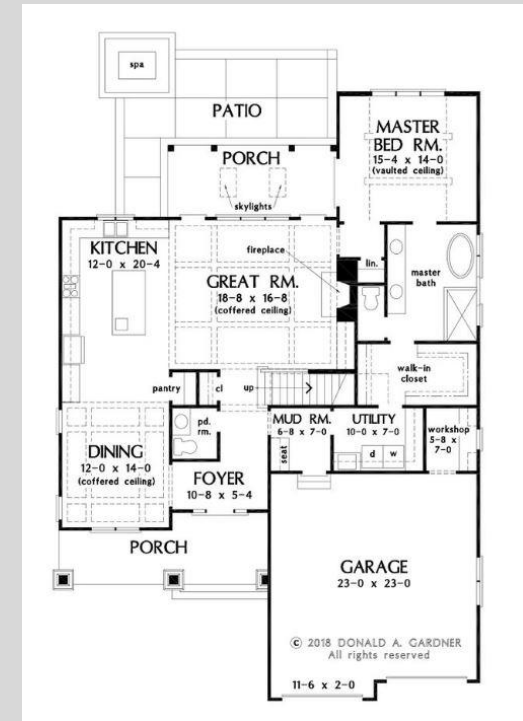 spa
PATIO
PORCH
skylights
MASTER
BED RM.
15-4 x 14-0
(vaulted ceiling)
KITCHEN
12-0 x 20-4
fireplace
GREAT RM.
18-8 x 16-8
(coffered ceiling)
lin.
master
bath
walk-in
closet
pantry
cl
up
pd.
rm.
MUD RM.
6-8 x 7-0
seat
UTILITY
10-0 x 7-0
d
w
workshop
5-8 x
7-0
DINING
12-0 x 14-0
(coffered ceiling)
FOYER
10-8 x 5-4
PORCH
GARAGE
23-0 x 23-0
© 2018 DONALD A. GARDNER
All rights reserved
11-6 x 2-0